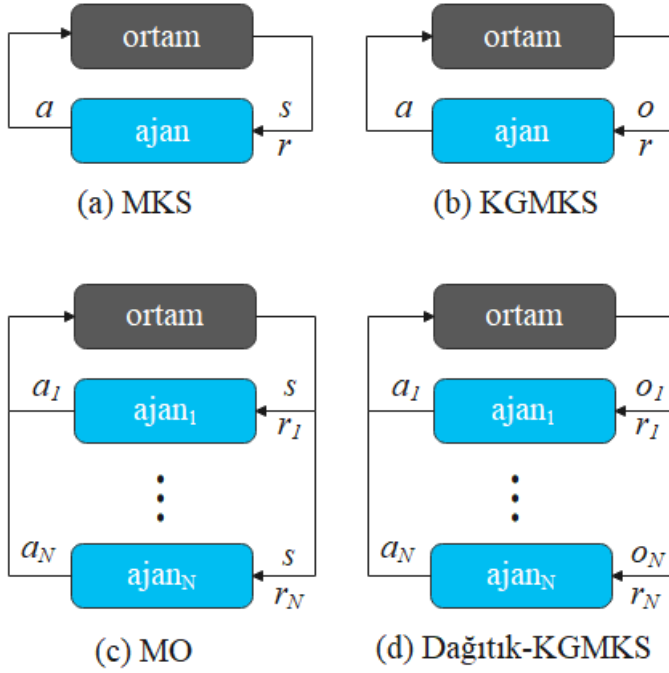 ortam
a
s
ajan
r
(a) MKS
ortam
a
o
ajan
r
(b) KGMKS
ortam
a₁
s
ajan₁
r₁
aN
s
ajanN
rN
(c) MO
ortam
a₁
o₁
ajan₁
r₁
aN
oN
ajanN
rN
(d) Dağıtık-KGMKS